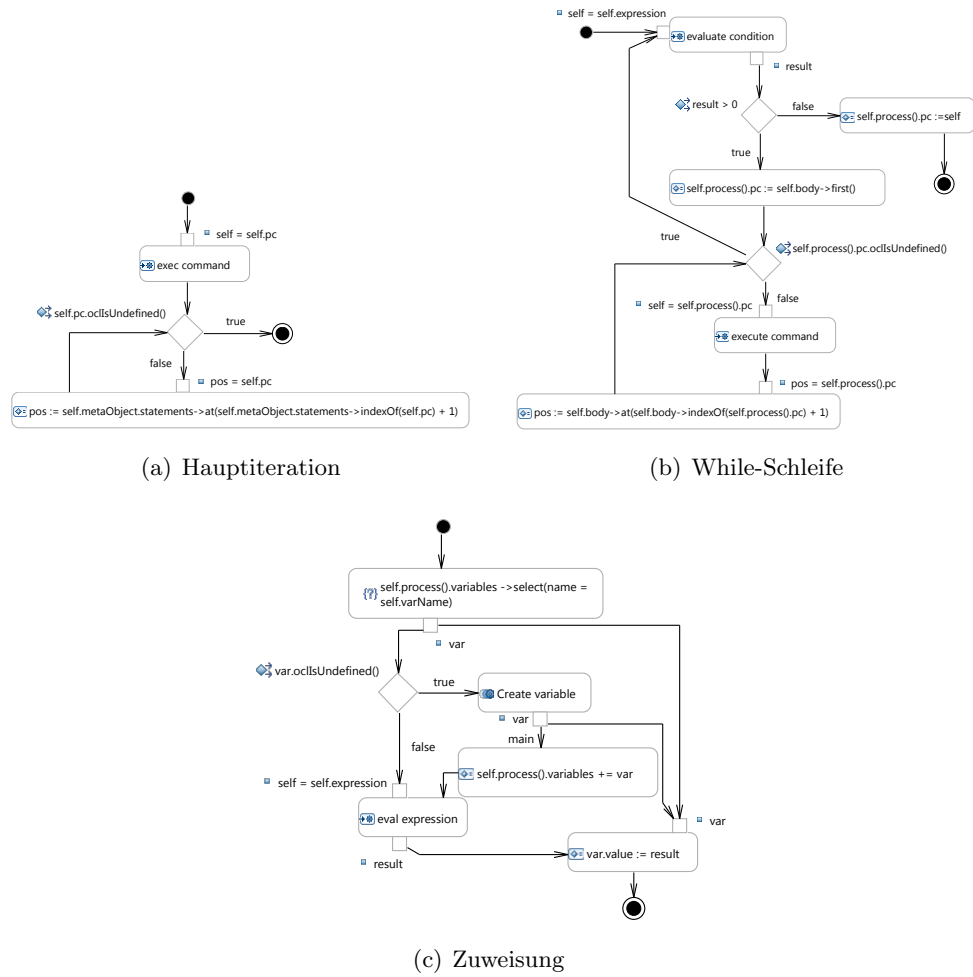 self = self.pc
exec command
self.pc.oclIsUndefined()
true
false
pos = self.pc
pos := self.metaObject.statements->at(self.metaObject.statements->indexOf(self.pc) + 1)
(a) Hauptiteration
self = self.expression
evaluate condition
result
result > 0
false
self.process().pc :=self
true
self.process().pc := self.body->first()
true
self.process().pc.oclIsUndefined()
false
self = self.process().pc
execute command
pos = self.process().pc
pos := self.body->at(self.body->indexOf(self.process().pc) + 1)
(b) While-Schleife
{?}
self.process().variables ->select(name =
self.varName)
var
var.oclIsUndefined()
true
Create variable
var
main
false
self.process().variables += var
self = self.expression
eval expression
var
var.value := result
result
(c) Zuweisung